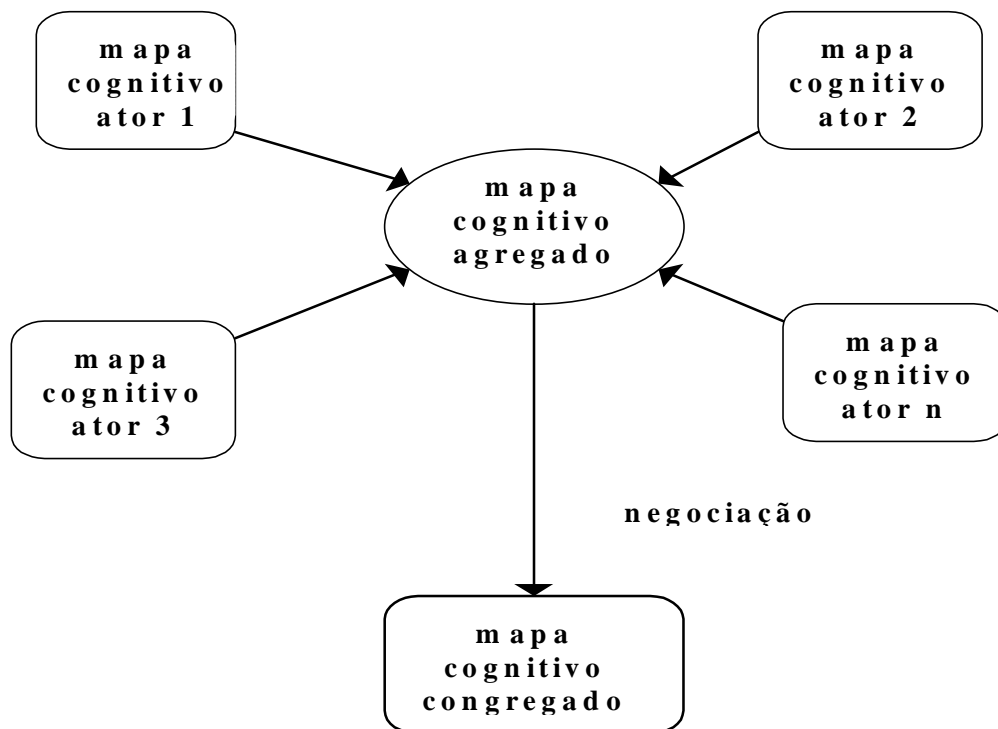 mapa
cognitivo
ator 1
mapa
cognitivo
ator 2
mapa
cognitivo
agregado
mapa
cognitivo
ator 3
mapa
cognitivo
ator n
negociação
mapa
cognitivo
congregado